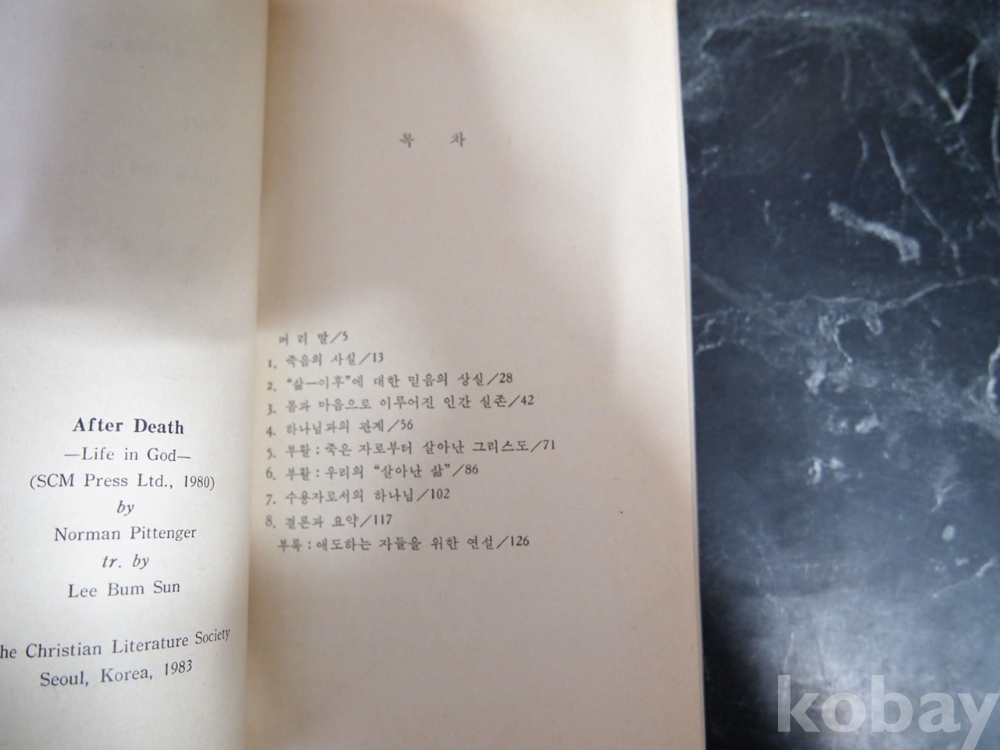 After Death
—Life in God—
(SCM Press Ltd., 1980)
by
Norman Pittenger
tr. by
Lee Bum Sun
he Christian Literature Society
Seoul, Korea, 1983
목 차
머 리 말/5
1. 죽음의 사실/13
2. “삶—이후”에 대한 믿음의 상실/28
3. 몸과 마음으로 이루어진 인간 실존/42
4. 하나님과의 관계/56
5. 부활:죽은 자로부터 살아난 그리스도/71
6. 부활:우리의 “살아난 삶”/86
7. 수용자로서의 하나님/102
8. 결론과 요약/117
부록:애도하는 자들을 위한 연설/126
kobay